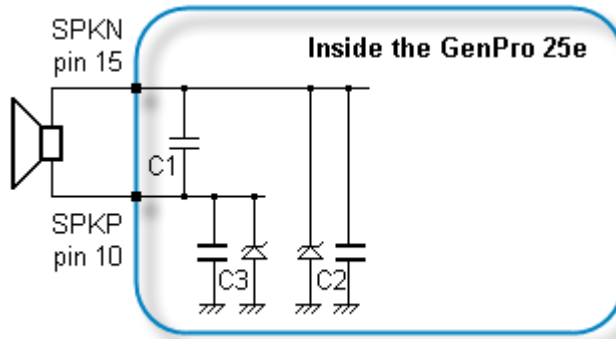 SPKN
pin 15
Inside the GenPro 25e
C1
SPKP
pin 10
C3
C2